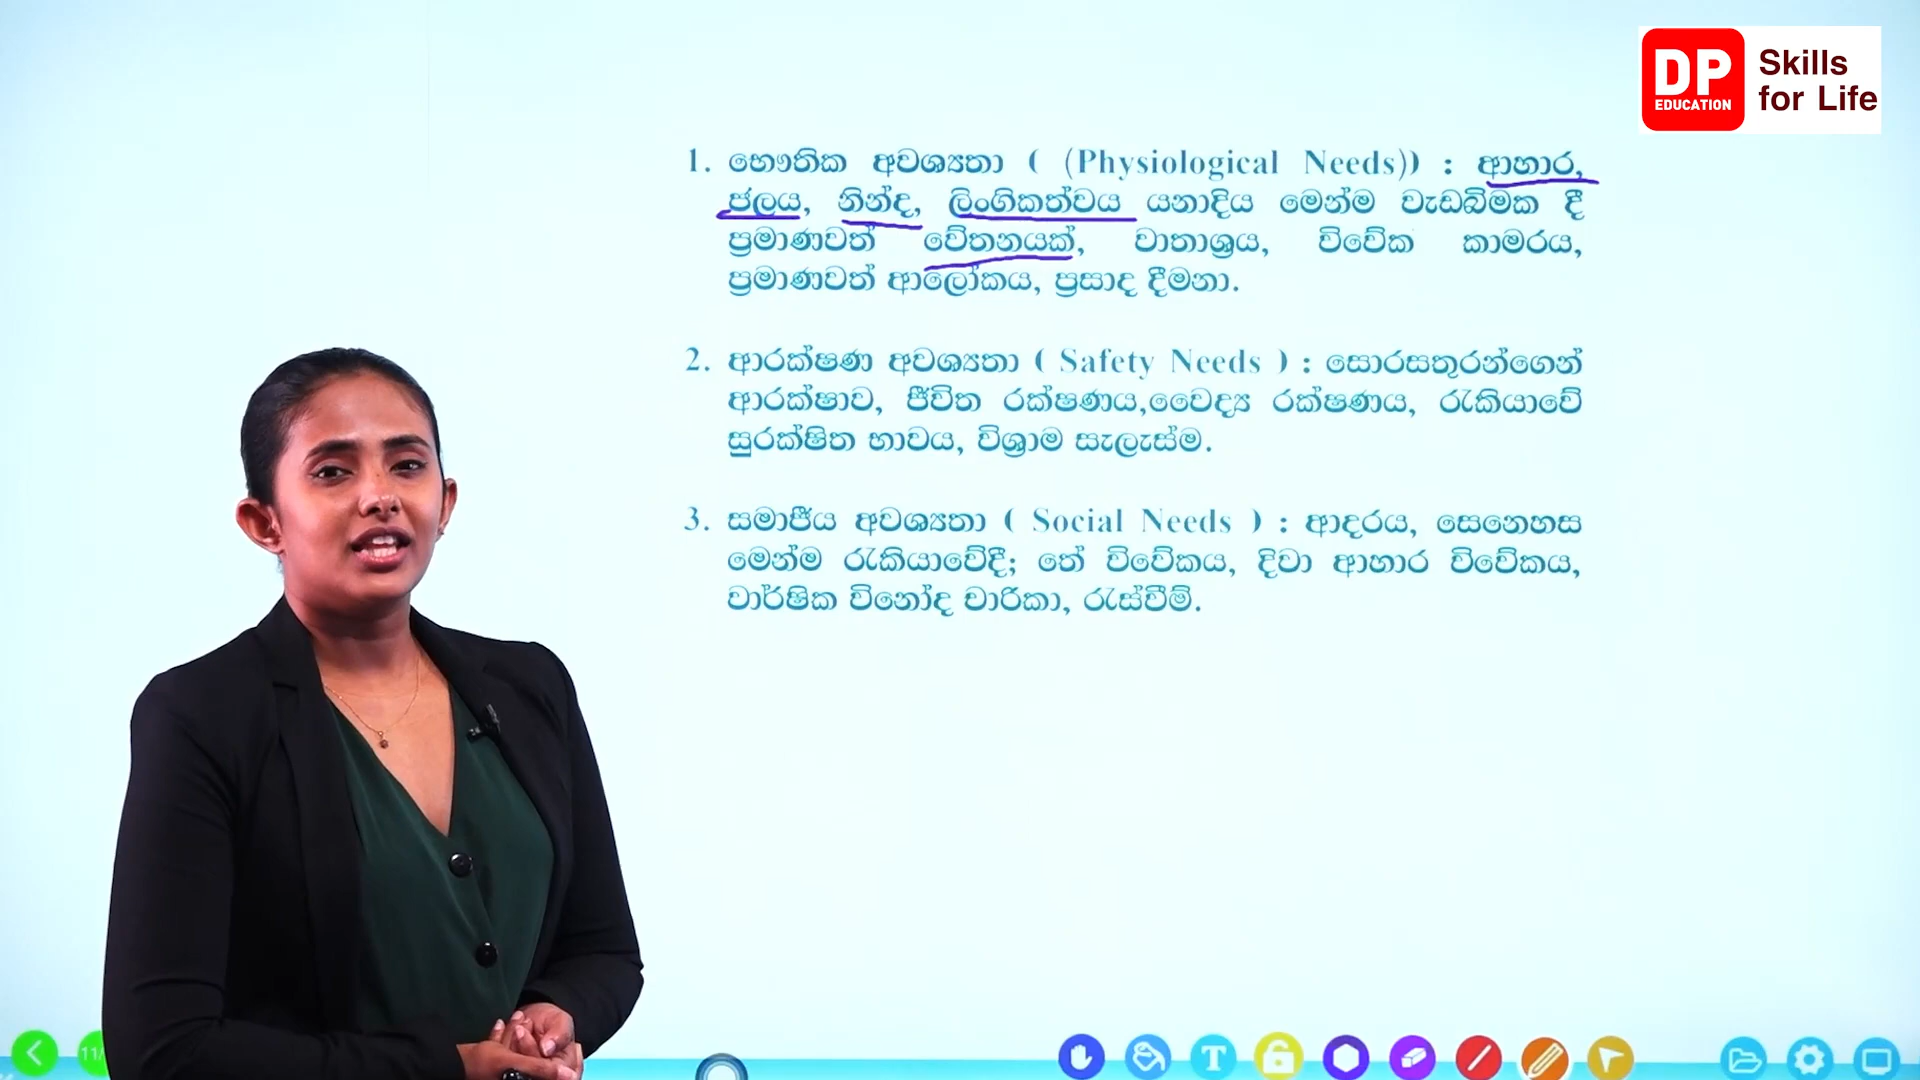 DP
EDUCATION
Skills
for Life
1. භෞතික අවශ්‍යතා ( (Physiological Needs)) : ආහාර,
ජලය, නින්ද, ලිංගිකත්වය යනාදිය මෙන්ම වැඩබිමක දී
ප්‍රමාණවත් වේතනයක්, වාතාශ්‍රය, විවේක කාමරය,
ප්‍රමාණවත් ආලෝකය, ප්‍රසාද දීමනා.
2. ආරක්ෂණ අවශ්‍යතා ( Safety Needs ) : සොරසතුරන්ගෙන්
ආරක්ෂාව, ජීවිත රක්ෂණය,වෛද්‍ය රක්ෂණය, රැකියාවේ
සුරක්ෂිත භාවය, විශ්‍රාම සැලැස්ම.
3. සමාජීය අවශ්‍යතා ( Social Needs ) : ආදරය, සෙනෙහස
මෙන්ම රැකියාවේදී; තේ විවේකය, දිවා ආහාර විවේකය,
වාර්ෂික විනෝද චාරිකා, රැස්වීම්.
11/
T